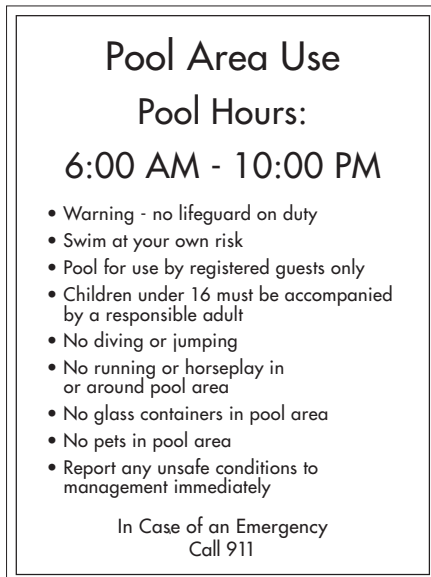 Pool Area Use
Pool Hours:
6:00 AM - 10:00 PM
• Warning - no lifeguard on duty
• Swim at your own risk
• Pool for use by registered guests only
• Children under 16 must be accompanied
by a responsible adult
• No diving or jumping
• No running or horseplay in
or around pool area
• No glass containers in pool area
• No pets in pool area
• Report any unsafe conditions to
management immediately
In Case of an Emergency
Call 911